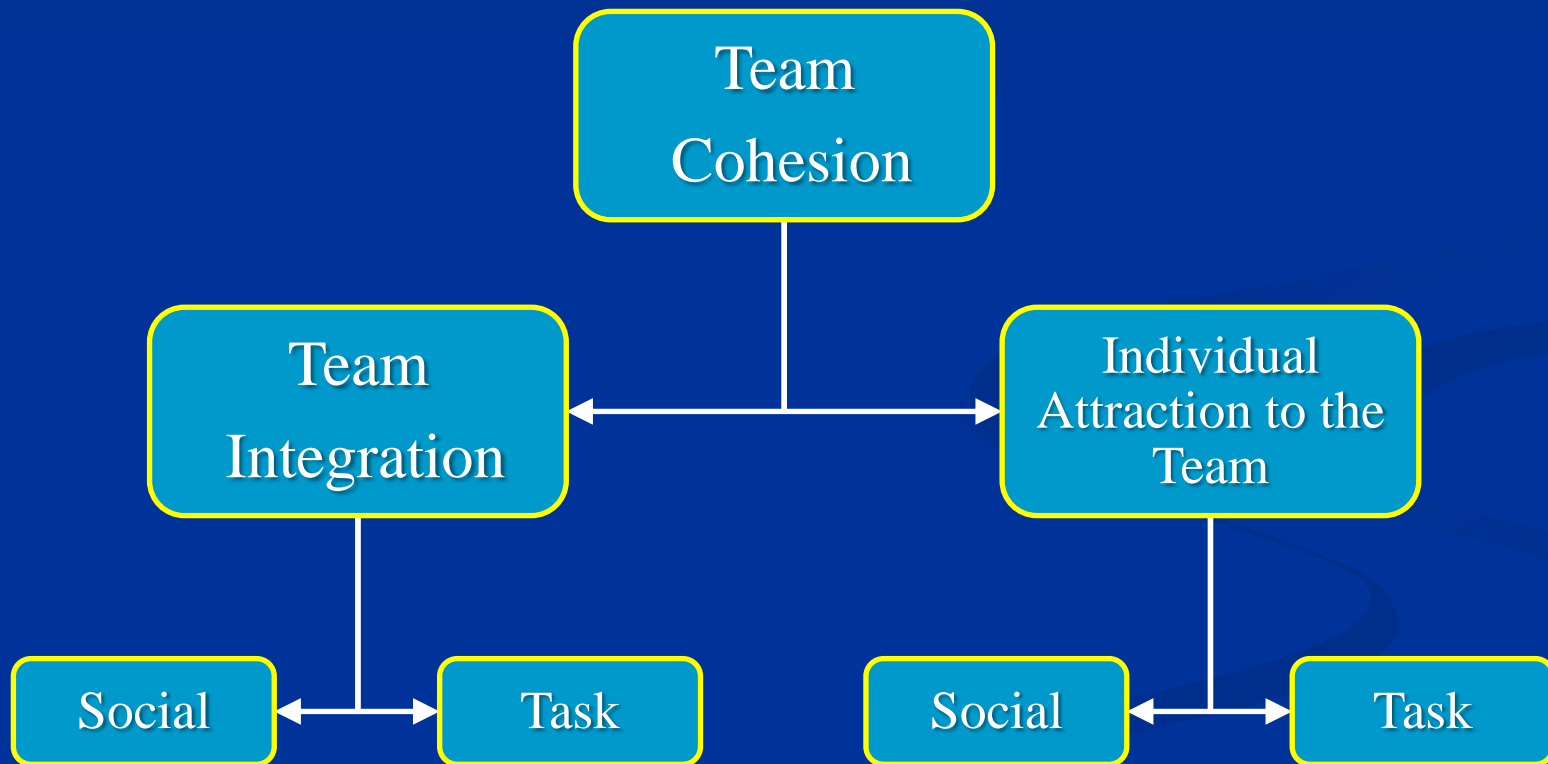 Team
Cohesion
Team
Integration
Individual
Attraction to the
Team
Social
Task
Social
Task